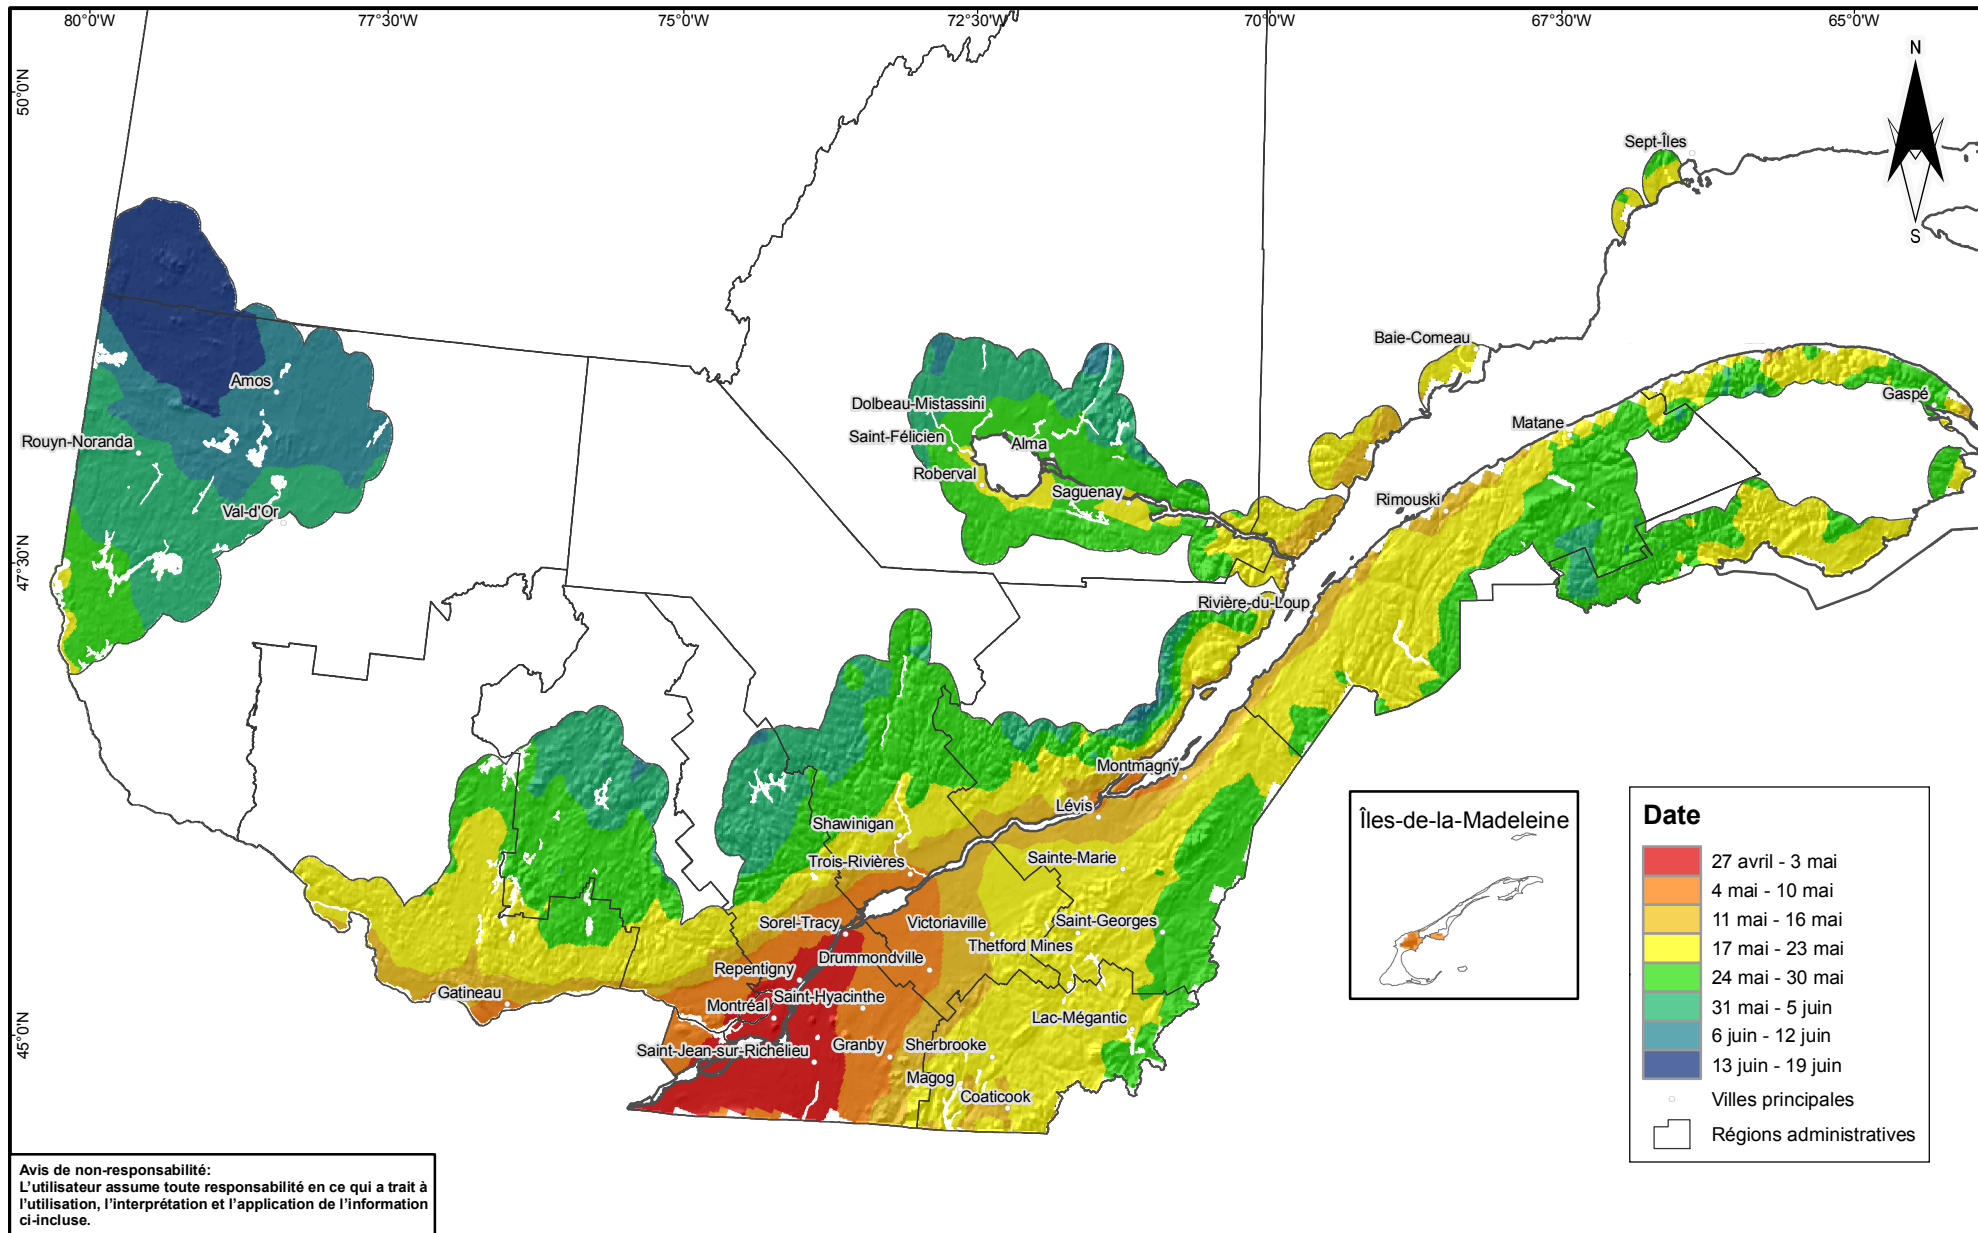 80°0'W
77°30'W
75°0'W
72°30'W
70°0'W
67°30'W
65°0'W
50°0'N
N
S
Sept-Îles
Baie-Comeau
Amos
Dolbeau-Mistassini
Gaspé
Matane
Rouyn-Noranda
Saint-Félicien
Alma
Roberval
Saguenay
Rimouski
Val-d'Or
47°30'N
Rivière-du-Loup
Montmagny
Lévis
Shawinigan
Trois-Rivières
Sainte-Marie
Sorel-Tracy
Victoriaville
Saint-Georges
Thetford Mines
Drummondville
Repentigny
Gatineau
Saint-Hyacinthe
Montréal
Lac-Mégantic
45°0'N
Saint-Jean-sur-Richelieu
Granby
Sherbrooke
Magog
Coaticook
Îles-de-la-Madeleine
Date
27 avril - 3 mai
4 mai - 10 mai
11 mai - 16 mai
17 mai - 23 mai
24 mai - 30 mai
31 mai - 5 juin
6 juin - 12 juin
13 juin - 19 juin
Villes principales
Régions administratives
Avis de non-responsabilité:
L'utilisateur assume toute responsabilité en ce qui a trait à
l'utilisation, l'interprétation et l'application de l'information
ci-incluse.